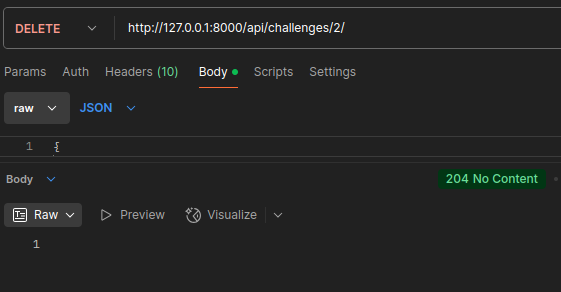 DELETE http://127.0.0.1:8000/api/challenges/2/
Params Auth Headers (10) Body Scripts Settings
raw JSON
1 {
Body 204 No Content
Raw Preview Visualize
1